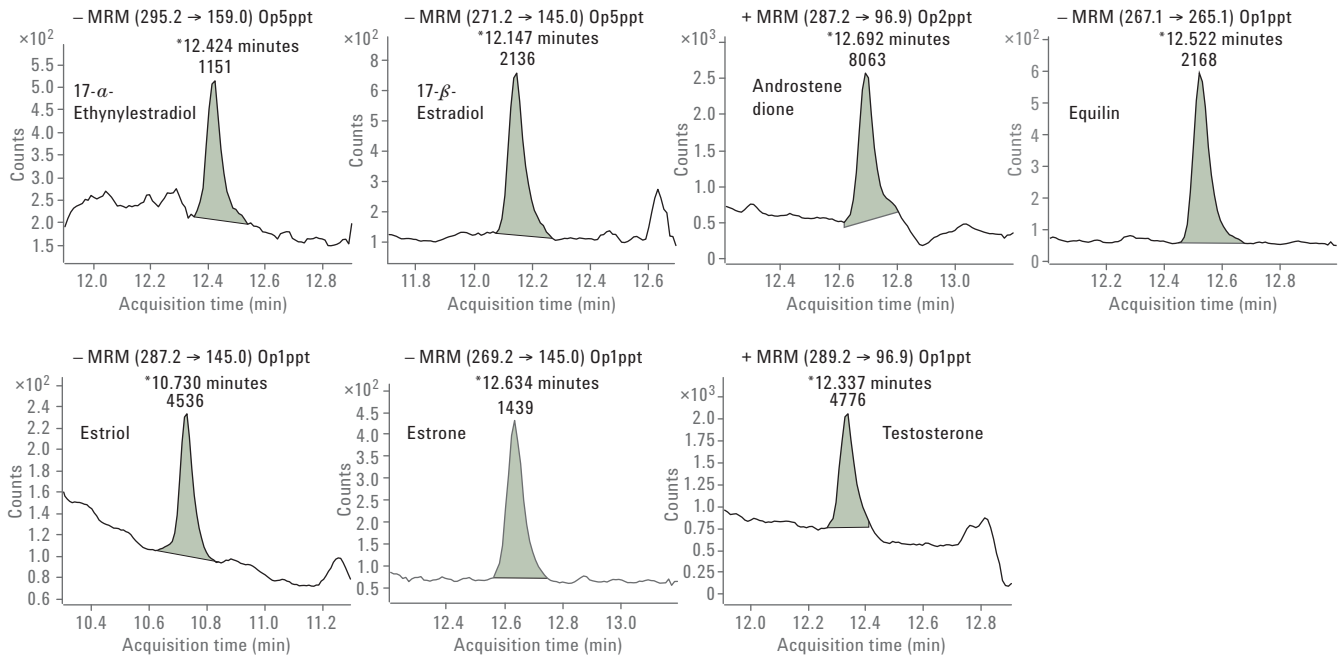 – MRM (295.2 → 159.0) Op5ppt
×10²
*12.424 minutes
1151
17-α-
Ethynylestradiol
Counts
5.5
5.0
4.5
4.0
3.5
3.0
2.5
2.0
1.5
12.0 12.2 12.4 12.6 12.8
Acquisition time (min)
– MRM (271.2 → 145.0) Op5ppt
×10²
*12.147 minutes
2136
17-β-
Estradiol
Counts
8
6
4
2
1
11.8 12.0 12.2 12.4 12.6
Acquisition time (min)
+ MRM (287.2 → 96.9) Op2ppt
×10³
*12.692 minutes
8063
Androstene
dione
Counts
2.5
2.0
1.5
1.0
0.5
0
12.4 12.6 12.8 13.0
Acquisition time (min)
– MRM (267.1 → 265.1) Op1ppt
×10²
*12.522 minutes
2168
Equilin
Counts
6
4
2
1
0
12.2 12.4 12.6 12.8
Acquisition time (min)
– MRM (287.2 → 145.0) Op1ppt
×10²
*10.730 minutes
4536
Estriol
Counts
2.4
2.2
2.0
1.8
1.6
1.4
1.2
1.0
0.8
0.6
10.4 10.6 10.8 11.0 11.2
Acquisition time (min)
– MRM (269.2 → 145.0) Op1ppt
×10²
*12.634 minutes
1439
Estrone
Counts
4.5
4.0
3.5
3.0
2.5
2.0
1.0
0.5
12.4 12.6 12.8 13.0
Acquisition time (min)
+ MRM (289.2 → 96.9) Op1ppt
×10³
*12.337 minutes
4776
Testosterone
Counts
2.0
1.75
1.5
1.25
1.0
0.75
0.5
0
12.0 12.2 12.4 12.6 12.8
Acquisition time (min)